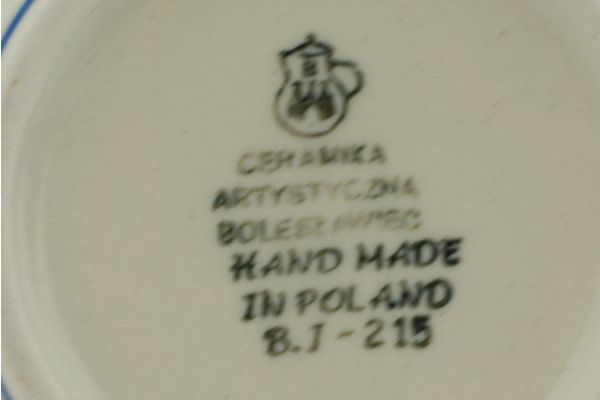 B
CERAMIKA
ARTYSTYCZNA
BOLESŁAWIEC
HAND MADE
IN POLAND
B.J-215